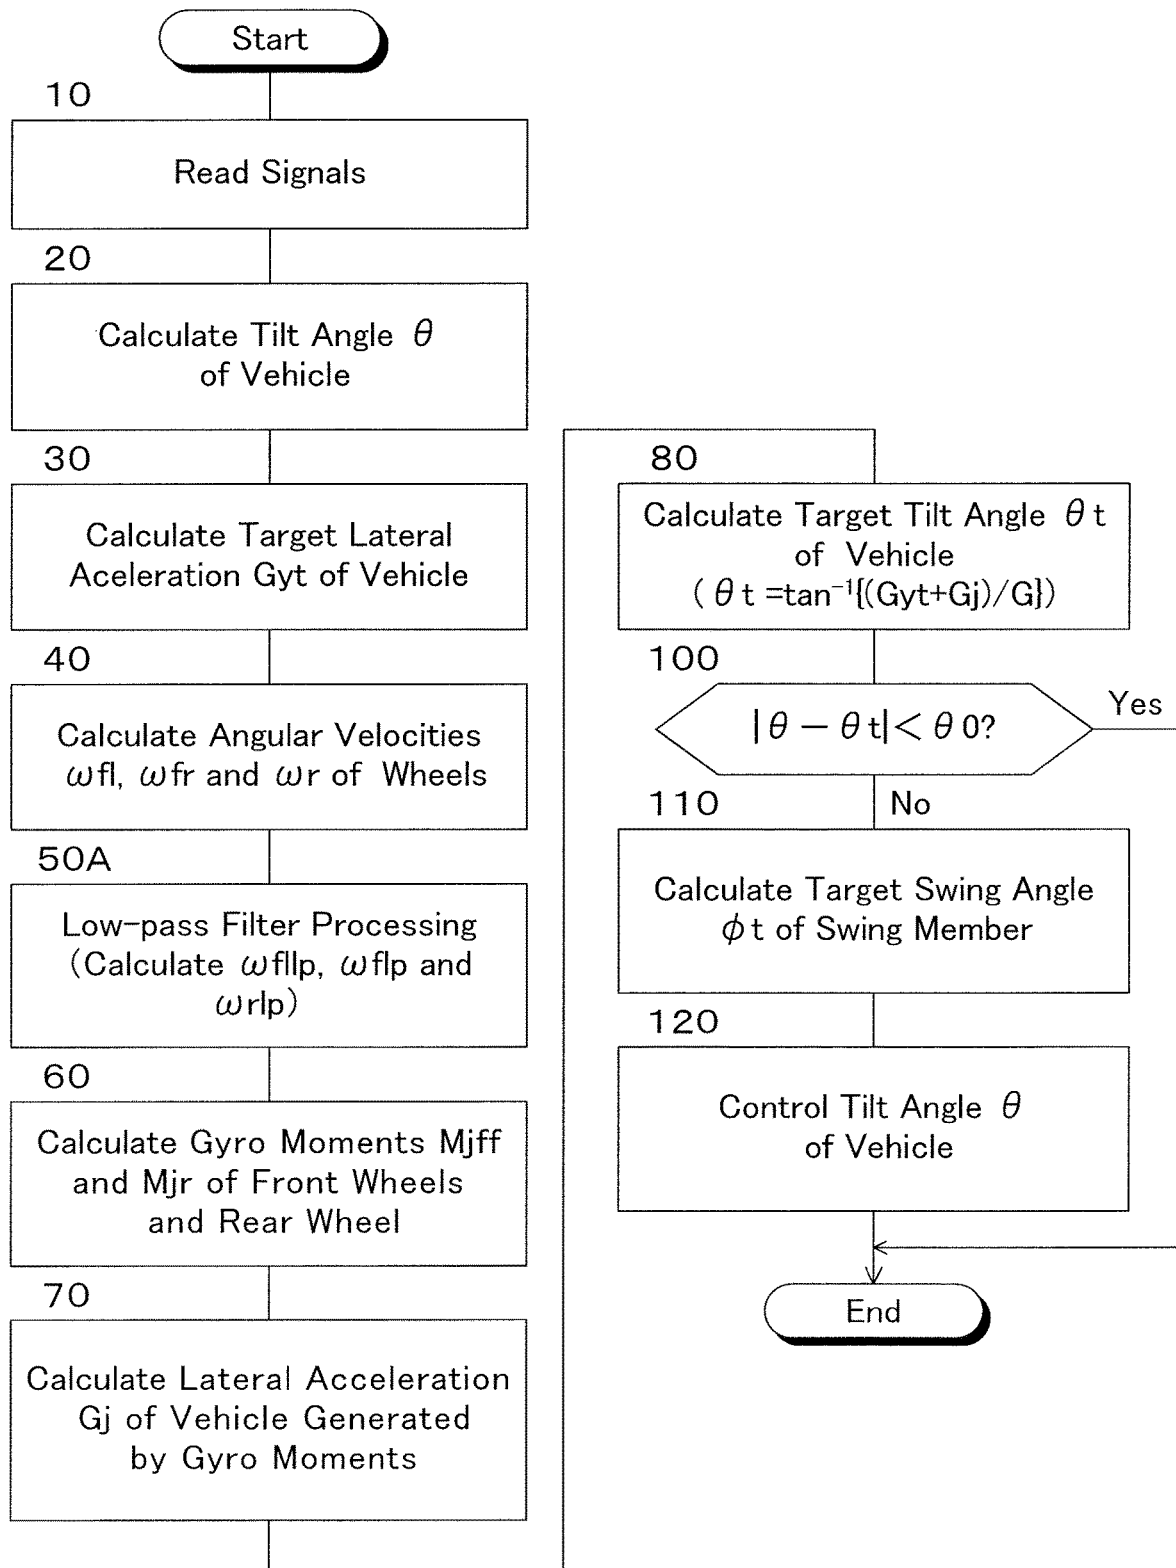 Start
10
Read Signals
20
Calculate Tilt Angle θ
of Vehicle
30
Calculate Target Lateral
Aceleration Gyt of Vehicle
40
Calculate Angular Velocities
ωfl, ωfr and ωr of Wheels
50A
Low-pass Filter Processing
(Calculate ωfllp, ωflp and
ωrlp)
60
Calculate Gyro Moments Mjff
and Mjr of Front Wheels
and Rear Wheel
70
Calculate Lateral Acceleration
Gj of Vehicle Generated
by Gyro Moments
80
Calculate Target Tilt Angle θt
of Vehicle
(θt=tan⁻¹{(Gyt+Gj)/G})
100
|θ − θt| < θ0?
Yes
No
110
Calculate Target Swing Angle
φt of Swing Member
120
Control Tilt Angle θ
of Vehicle
End